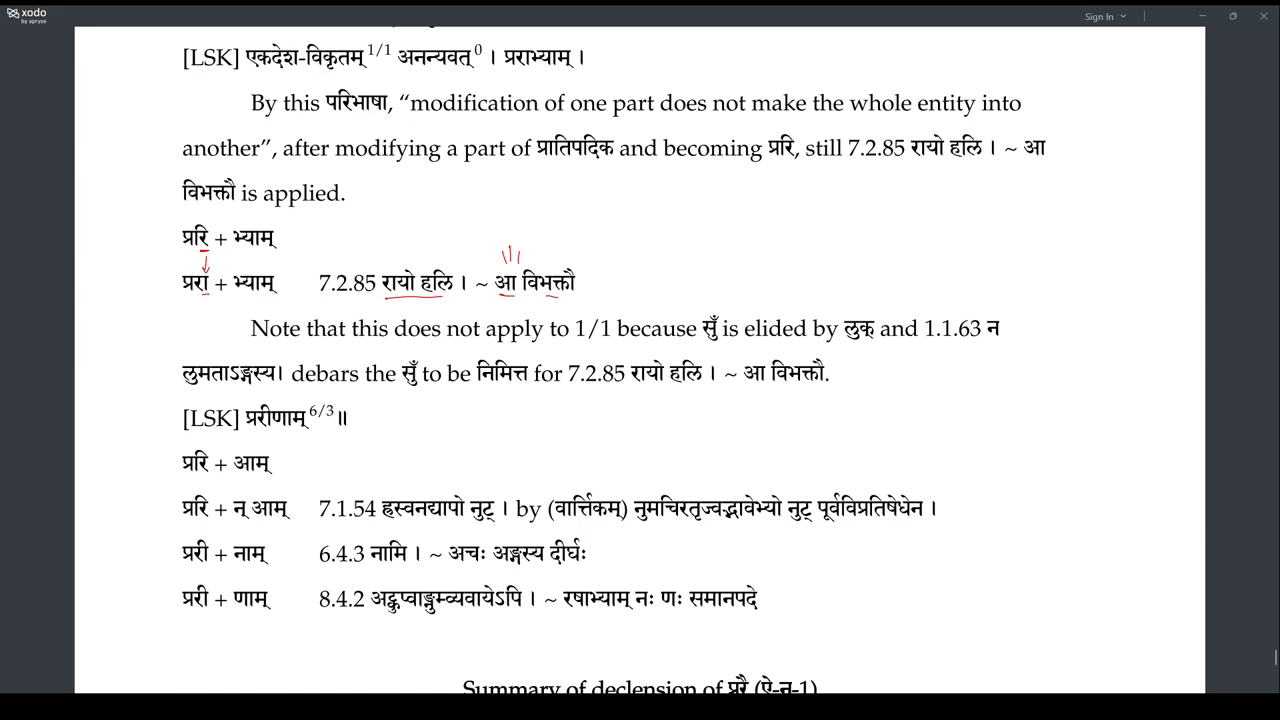 xodo
by apryse
Sign In
[LSK] एकदेश-विकृतम् 1/1 अनन्यवत् 0 । प्रराभ्याम् ।
By this परिभाषा, “modification of one part does not make the whole entity into
another”, after modifying a part of प्रातिपदिक and becoming प्ररि, still 7.2.85 रायो हलि । ~ आ
विभक्तौ is applied.
प्ररि + भ्याम्
प्ररा + भ्याम् 7.2.85 रायो हलि । ~ आ विभक्तौ
Note that this does not apply to 1/1 because सुँ is elided by लुक् and 1.1.63 न
लुमताऽङ्गस्य। debars the सुँ to be निमित्त for 7.2.85 रायो हलि । ~ आ विभक्तौ.
[LSK] प्ररीणाम् 6/3 ॥
प्ररि + आम्
प्ररि + न् आम् 7.1.54 ह्रस्वनद्यापो नुट् । by (वार्त्तिकम्) नुमचिरतृज्वद्भावेभ्यो नुट् पूर्वविप्रतिषेधेन ।
प्ररी + नाम् 6.4.3 नामि । ~ अचः अङ्गस्य दीर्घः
प्ररी + णाम् 8.4.2 अट्कुप्वाङ्नुम्व्यवायेऽपि । ~ रषाभ्याम् नः णः समानपदे
Summary of declension of प्ररै (ऐ-न-1)